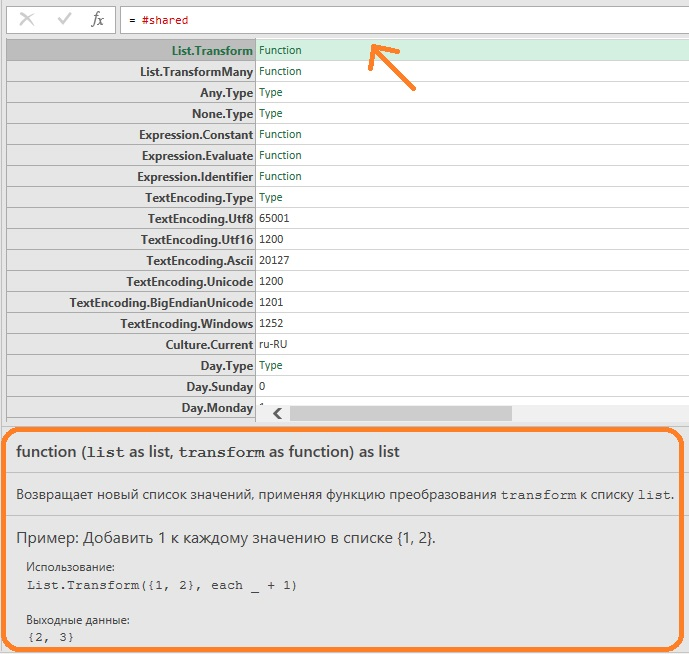 fx = #shared
List.Transform Function
List.TransformMany Function
Any.Type Type
None.Type Type
Expression.Constant Function
Expression.Evaluate Function
Expression.Identifier Function
TextEncoding.Type Type
TextEncoding.Utf8 65001
TextEncoding.Utf16 1200
TextEncoding.Ascii 20127
TextEncoding.Unicode 1200
TextEncoding.BigEndianUnicode 1201
TextEncoding.Windows 1252
Culture.Current ru-RU
Day.Type Type
Day.Sunday 0
Day.Monday
function (list as list, transform as function) as list
Возвращает новый список значений, применяя функцию преобразования transform к списку list.
Пример: Добавить 1 к каждому значению в списке {1, 2}.
Использование:
List.Transform({1, 2}, each _ + 1)
Выходные данные:
{2, 3}